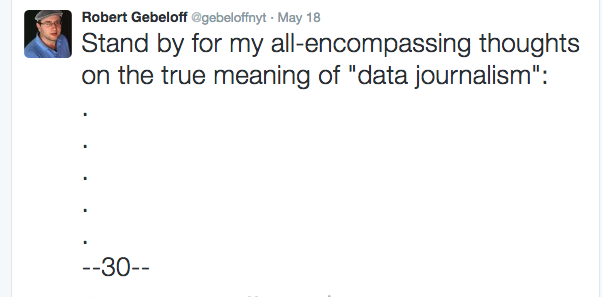 Robert Gebeloff @gebeloffnyt · May 18
Stand by for my all-encompassing thoughts
on the true meaning of "data journalism":
.
.
.
.
.
--30--